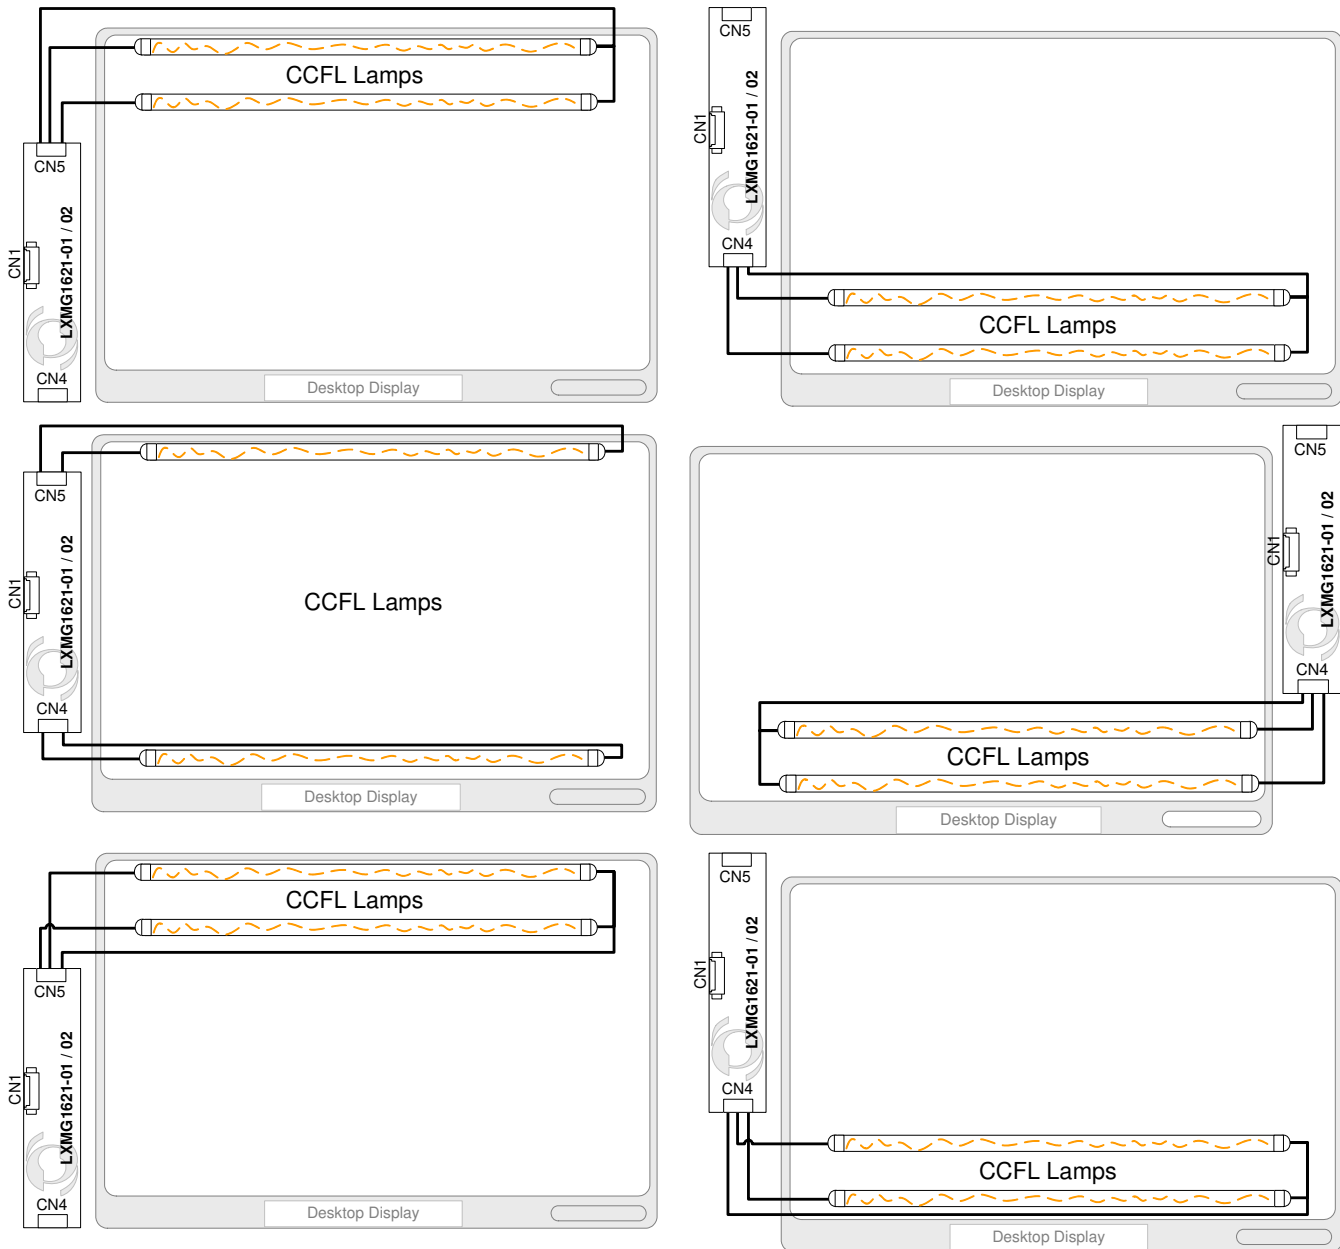 CN5
CCFL Lamps
CN1
LXMG1621-01 / 02
CN4
Desktop Display
CN5
CN1
LXMG1621-01 / 02
CN4
CCFL Lamps
Desktop Display
CN5
CN1
LXMG1621-01 / 02
CCFL Lamps
CN4
Desktop Display
CN5
CN1
LXMG1621-01 / 02
CN4
CCFL Lamps
Desktop Display
CCFL Lamps
CN5
CN1
LXMG1621-01 / 02
CN4
Desktop Display
CN5
CN1
LXMG1621-01 / 02
CN4
CCFL Lamps
Desktop Display